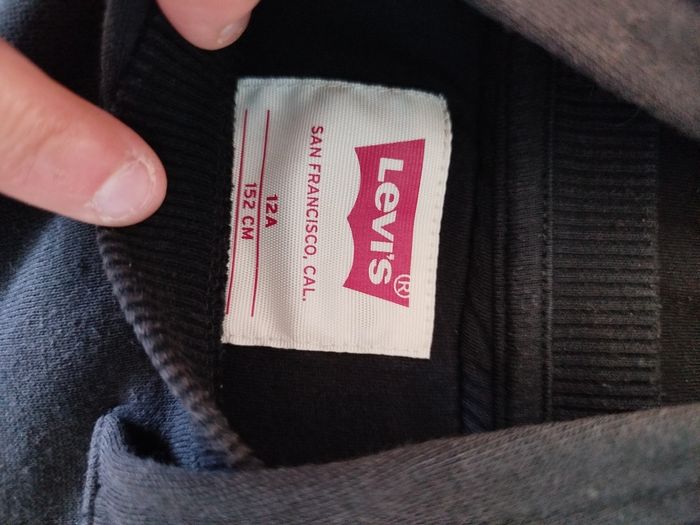 LEVI'S®
SAN FRANCISCO, CAL.
12A
152 CM